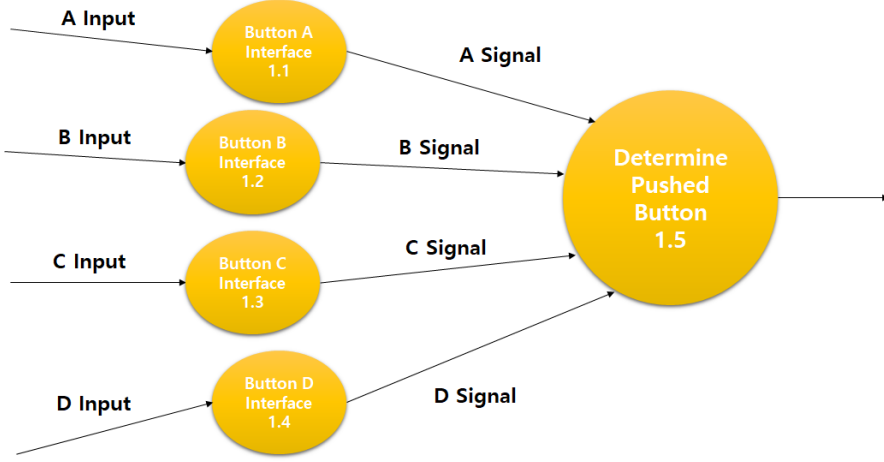 A Input
Button A
Interface
1.1
A Signal
B Input
Button B
Interface
1.2
B Signal
Determine
Pushed
Button
1.5
C Input
Button C
Interface
1.3
C Signal
D Input
Button D
Interface
1.4
D Signal